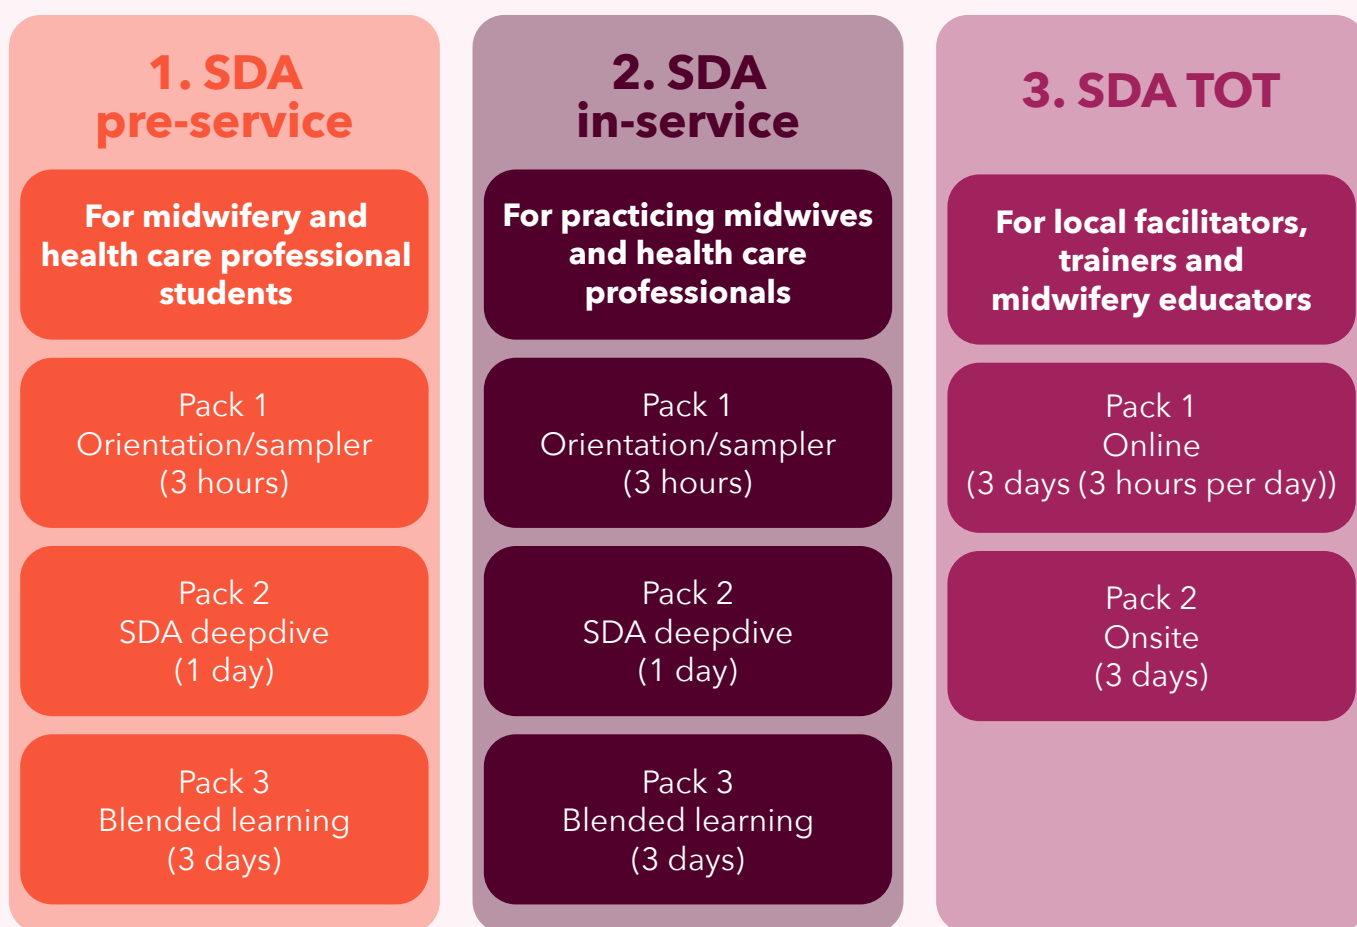 1. SDA
pre-service
For midwifery and
health care professional
students
Pack 1
Orientation/sampler
(3 hours)
Pack 2
SDA deepdive
(1 day)
Pack 3
Blended learning
(3 days)
2. SDA
in-service
For practicing midwives
and health care
professionals
Pack 1
Orientation/sampler
(3 hours)
Pack 2
SDA deepdive
(1 day)
Pack 3
Blended learning
(3 days)
3. SDA TOT
For local facilitators,
trainers and
midwifery educators
Pack 1
Online
(3 days (3 hours per day))
Pack 2
Onsite
(3 days)